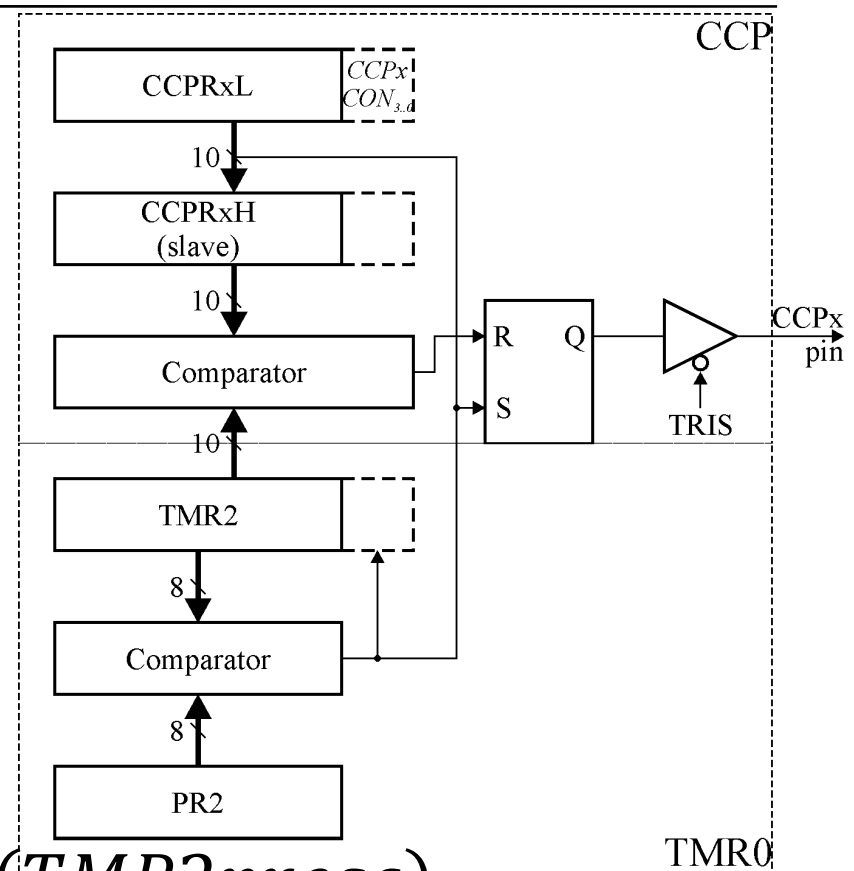 CCP
CCPRxL
CCPx
CON3..0
10
CCPRxH
(slave)
10
Comparator
R
Q
S
CCPx
pin
TRIS
10
TMR2
8
Comparator
8
PR2
TMR0